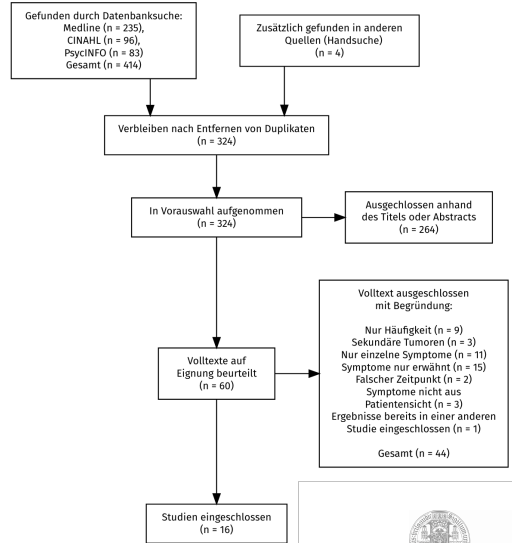 Gefunden durch Datenbanksuche:
Medline (n = 235),
CINAHL (n = 96),
PsycINFO (n = 83)
Gesamt (n = 414)
Zusätzlich gefunden in anderen
Quellen (Handsuche)
(n = 4)
Verbleiben nach Entfernen von Duplikaten
(n = 324)
In Vorauswahl aufgenommen
(n = 324)
Ausgechlossen anhand
des Titels oder Abstracts
(n = 264)
Volltexte auf
Eignung beurteilt
(n = 60)
Volltext ausgeschlossen
mit Begründung:
Nur Häufigkeit (n = 9)
Sekundäre Tumoren (n = 3)
Nur einzelne Symptome (n = 11)
Symptome nur erwähnt (n = 15)
Falscher Zeitpunkt (n = 2)
Symptome nicht aus
Patientensicht (n = 3)
Ergebnisse bereits in einer anderen
Studie eingeschlossen (n = 1)
Gesamt (n = 44)
Studien eingeschlossen
(n = 16)